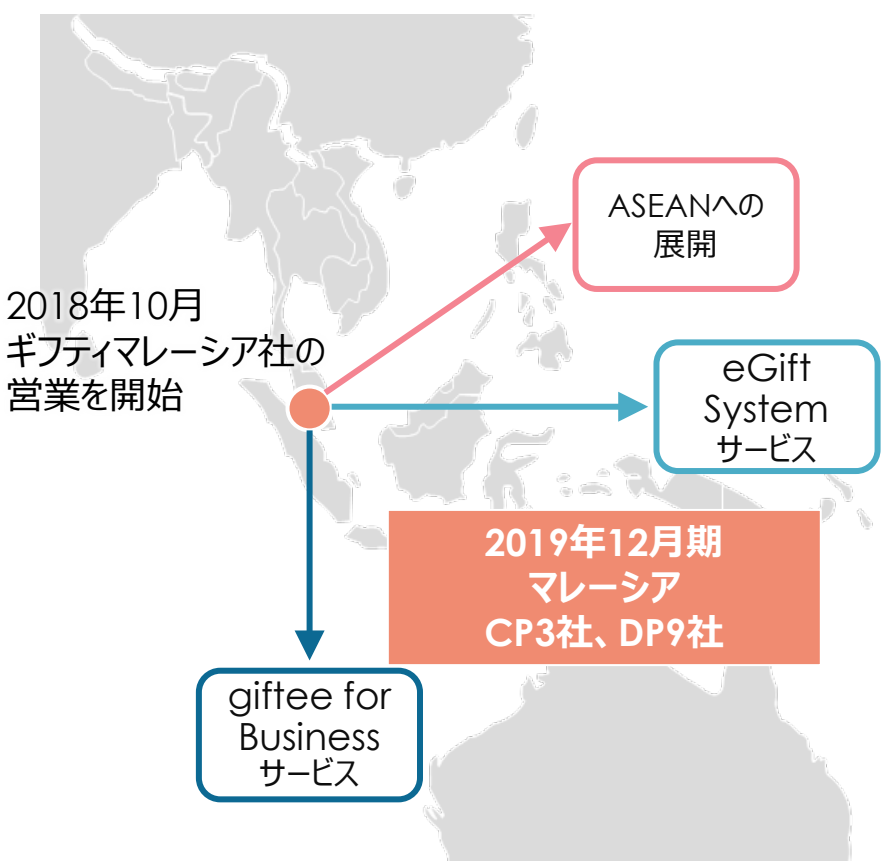 ASEANへの
展開
2018年10月
ギフティマレーシア社の
営業を開始
eGift
System
サービス
2019年12月期
マレーシア
CP3社、DP9社
giftee for
Business
サービス